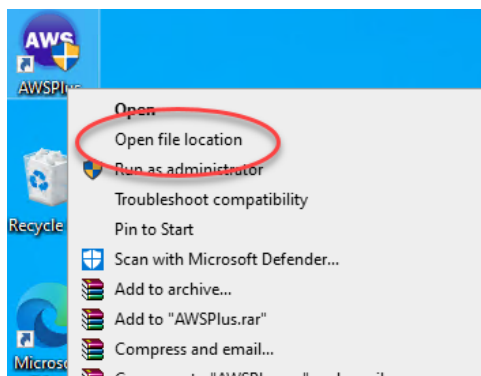 AWS
AWSPlus
Open
Open file location
Run as administrator
Troubleshoot compatibility
Pin to Start
Recycle
Scan with Microsoft Defender...
Add to archive...
Add to "AWSPlus.rar"
Compress and email...